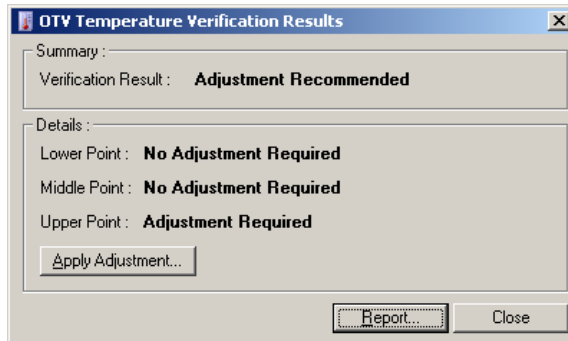 OTV Temperature Verification Results
Summary :
Verification Result : Adjustment Recommended
Details :
Lower Point : No Adjustment Required
Middle Point : No Adjustment Required
Upper Point : Adjustment Required
Apply Adjustment...
Report... Close